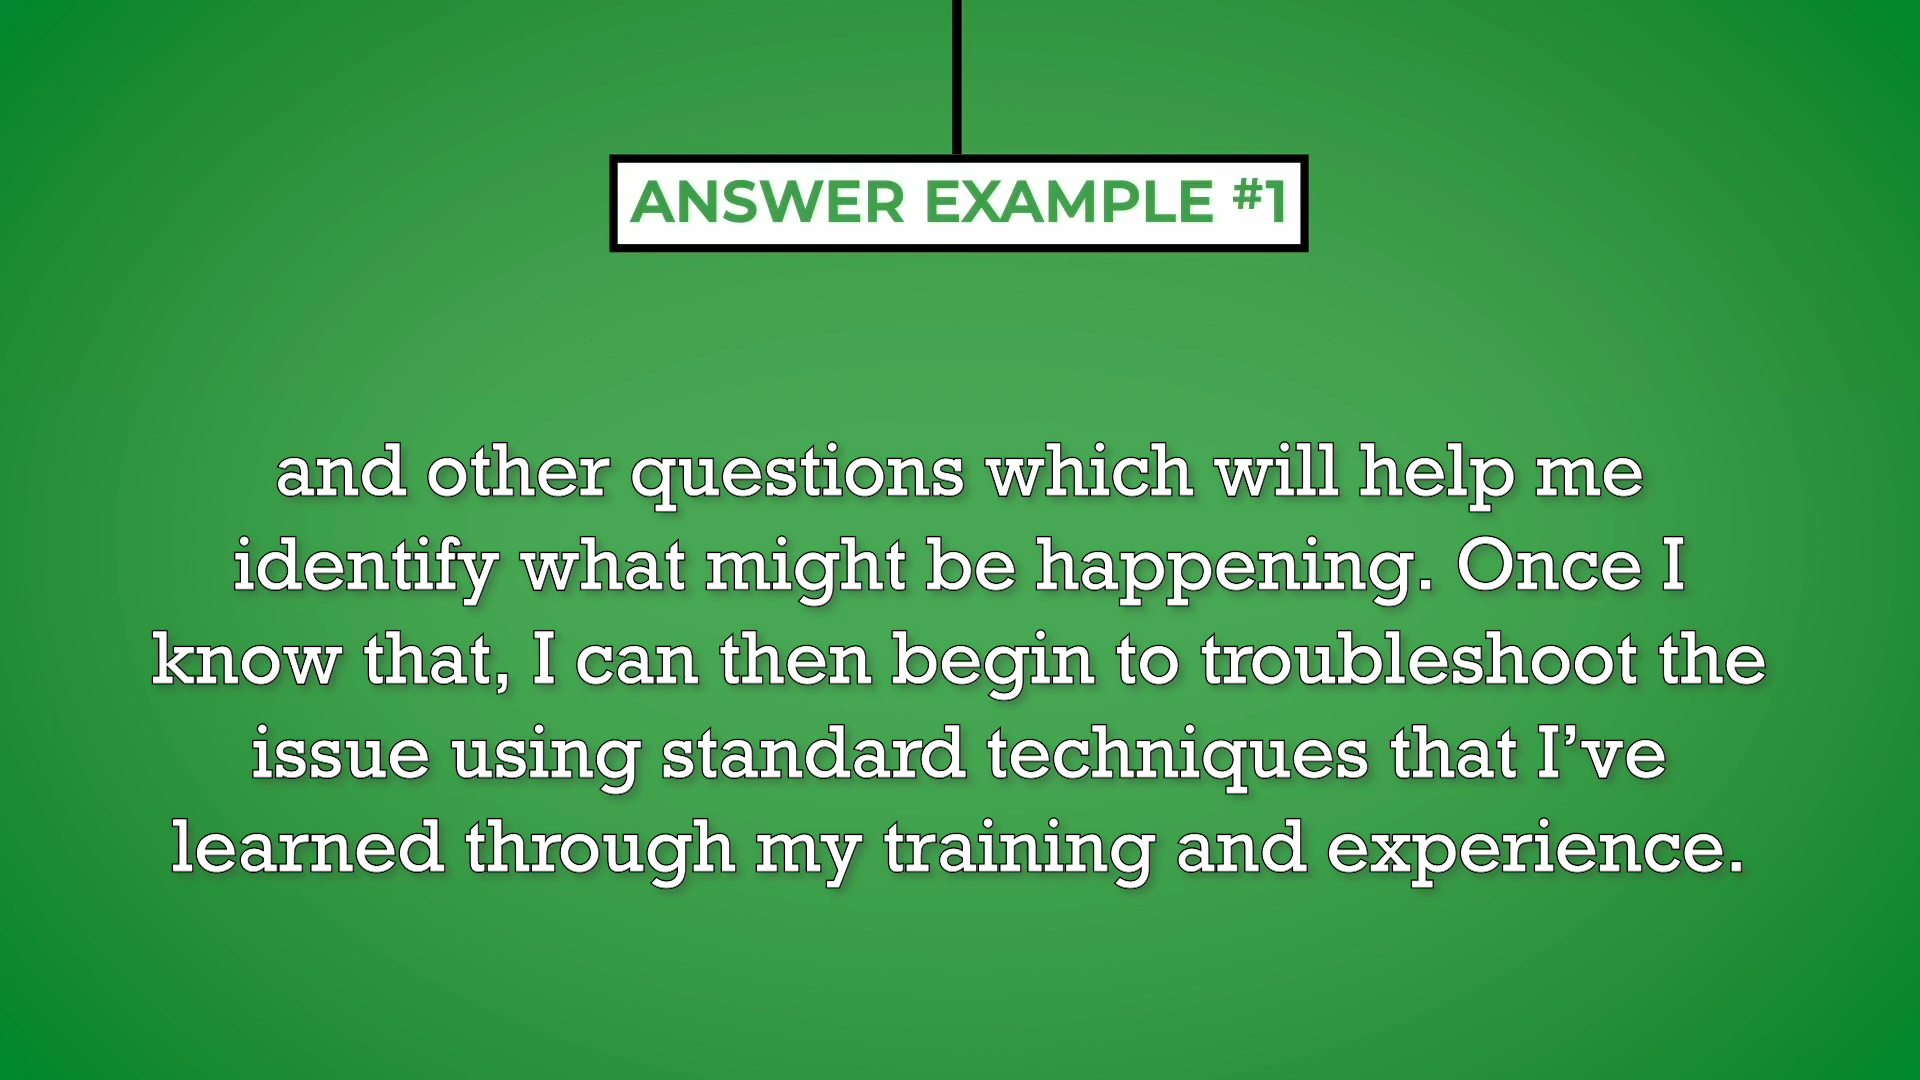 ANSWER EXAMPLE #1
and other questions which will help me
identify what might be happening. Once I
know that, I can then begin to troubleshoot the
issue using standard techniques that I’ve
learned through my training and experience.